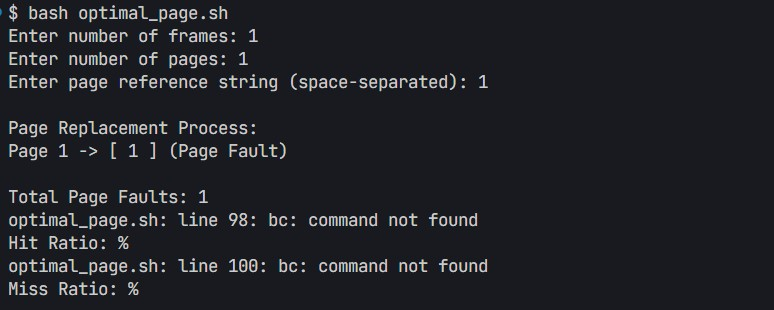 $ bash optimal_page.sh
Enter number of frames: 1
Enter number of pages: 1
Enter page reference string (space-separated): 1
Page Replacement Process:
Page 1 -> [ 1 ] (Page Fault)
Total Page Faults: 1
optimal_page.sh: line 98: bc: command not found
Hit Ratio: %
optimal_page.sh: line 100: bc: command not found
Miss Ratio: %